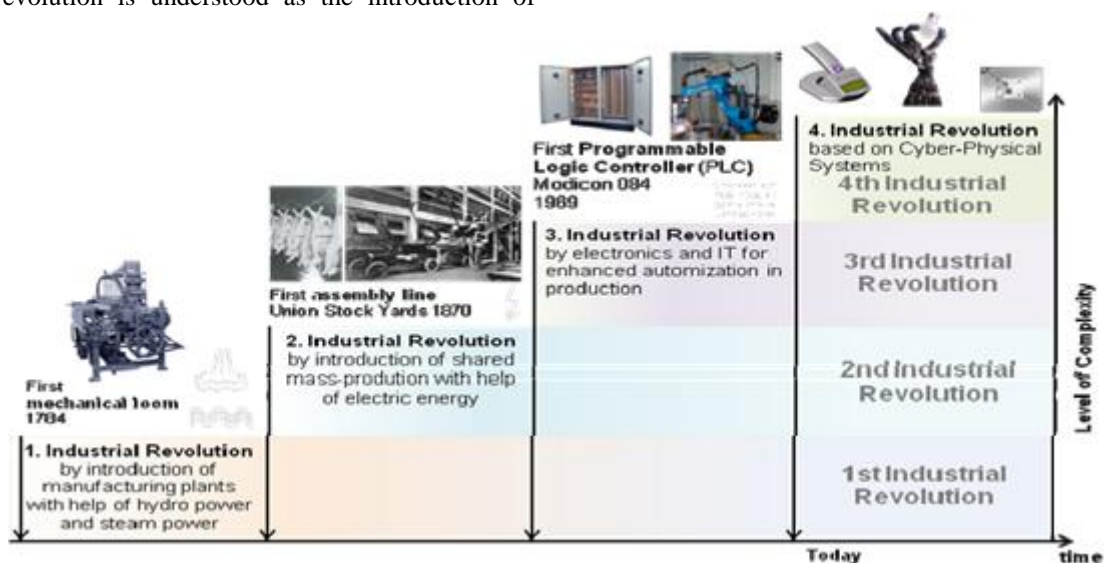 evolution is understood as the introduction of
First
mechanical loom
1784
1. Industrial Revolution
by introduction of
manufacturing plants
with help of hydro power
and steam power
First assembly line
Union Stock Yards 1870
2. Industrial Revolution
by introduction of shared
mass-prodution with help
of electric energy
First Programmable
Logic Controller (PLC)
Modicon 084
1969
3. Industrial Revolution
by electronics and IT for
enhanced automization in
production
4. Industrial Revolution
based on Cyber-Physical
Systems
4th Industrial
Revolution
3rd Industrial
Revolution
2nd Industrial
Revolution
1st Industrial
Revolution
Level of Complexity
Today
time